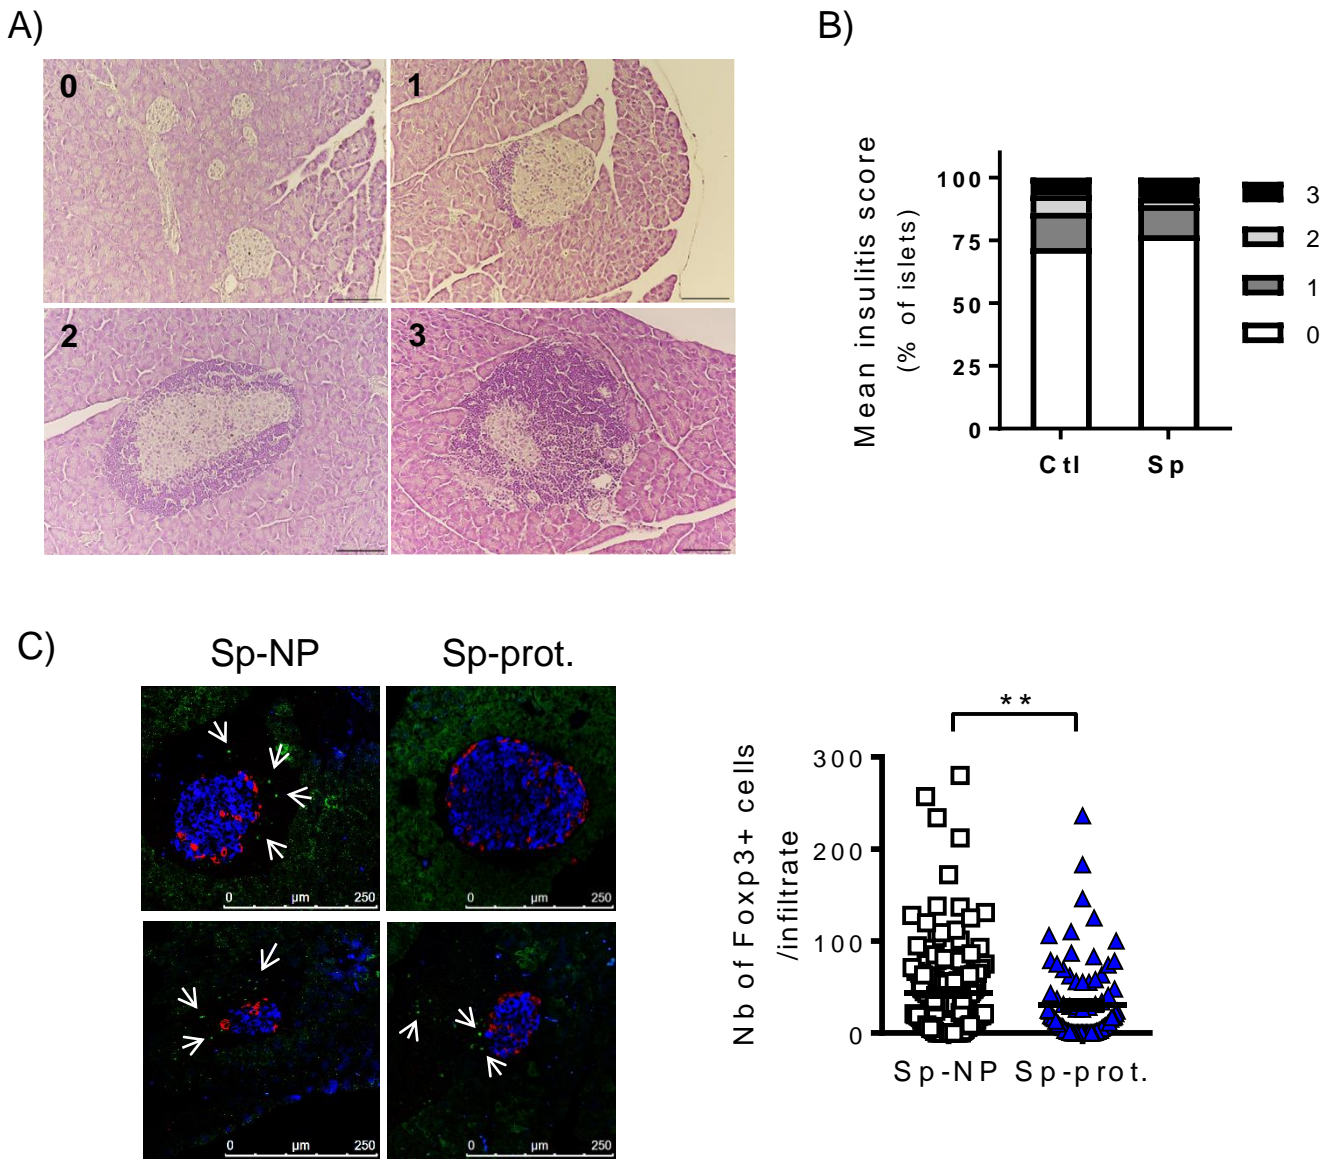 A)
B)
0
1
2
3
Mean insulitis score
(% of islets)
100
75
50
25
0
Ctl
Sp
3
2
1
0
C)
Sp-NP
Sp-prot.
0 µm 250
0 µm 250
0 µm 250
0 µm 250
Nb of Foxp3+ cells
/infiltrate
**
300
200
100
0
Sp-NP
Sp-prot.